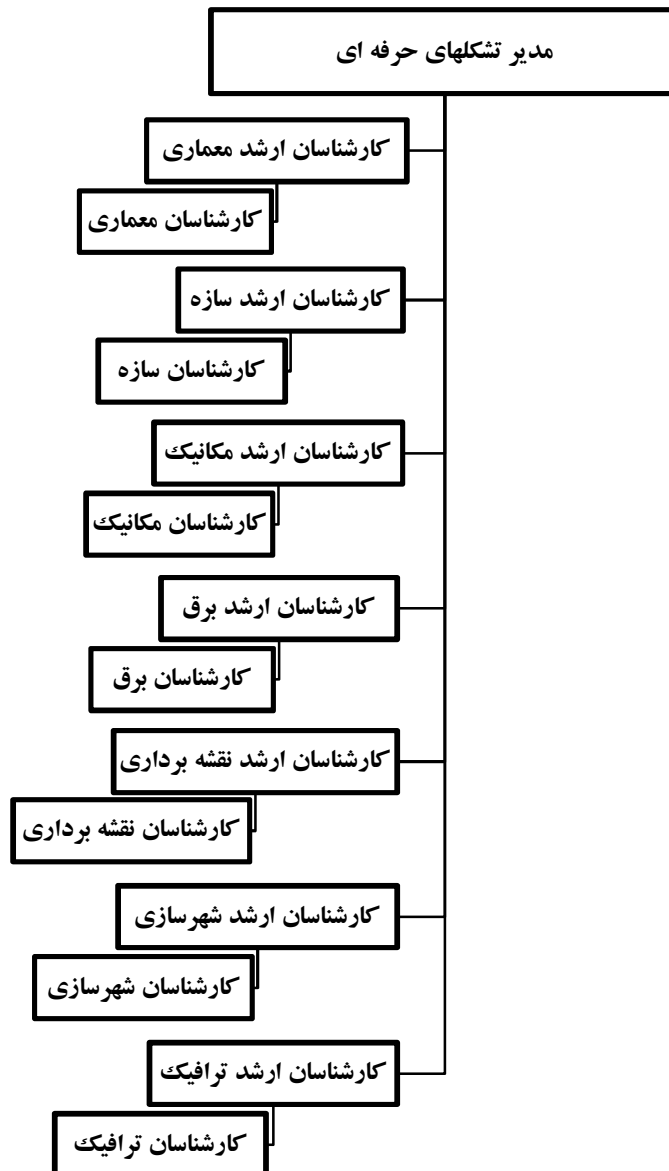 مدیر تشکلهای حرفه ای
کارشناسان ارشد معماری
کارشناسان معماری
کارشناسان ارشد سازه
کارشناسان سازه
کارشناسان ارشد مکانیک
کارشناسان مکانیک
کارشناسان ارشد برق
کارشناسان برق
کارشناسان ارشد نقشه برداری
کارشناسان نقشه برداری
کارشناسان ارشد شهرسازی
کارشناسان شهرسازی
کارشناسان ارشد ترافیک
کارشناسان ترافیک